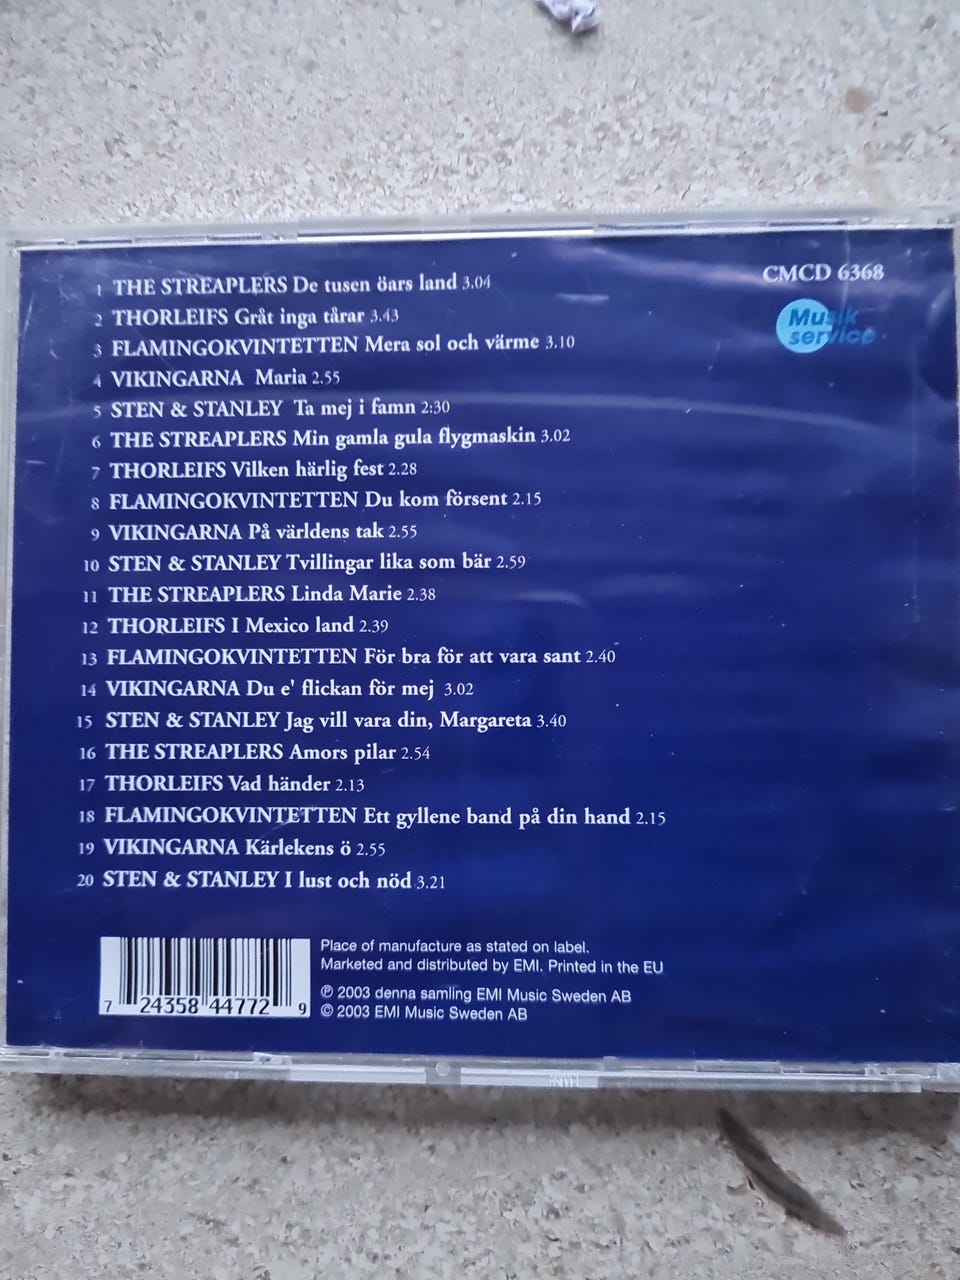 CMCD 6368
Musik
service
1 THE STREAPLERS De tusen öars land 3.04
2 THORLEIFS Gråt inga tårar 3.43
3 FLAMINGOKVINTETTEN Mera sol och värme 3.10
4 VIKINGARNA Maria 2.55
5 STEN & STANLEY Ta mej i famn 2:30
6 THE STREAPLERS Min gamla gula flygmaskin 3.02
7 THORLEIFS Vilken härlig fest 2.28
8 FLAMINGOKVINTETTEN Du kom försent 2.15
9 VIKINGARNA På världens tak 2.55
10 STEN & STANLEY Tvillingar lika som bär 2.59
11 THE STREAPLERS Linda Marie 2.38
12 THORLEIFS I Mexico land 2.39
13 FLAMINGOKVINTETTEN För bra för att vara sant 2.40
14 VIKINGARNA Du e' flickan för mej 3.02
15 STEN & STANLEY Jag vill vara din, Margareta 3.40
16 THE STREAPLERS Amors pilar 2.54
17 THORLEIFS Vad händer 2.13
18 FLAMINGOKVINTETTEN Ett gyllene band på din hand 2.15
19 VIKINGARNA Kärlekens ö 2.55
20 STEN & STANLEY I lust och nöd 3.21
Place of manufacture as stated on label.
Marketed and distributed by EMI. Printed in the EU
℗ 2003 denna samling EMI Music Sweden AB
© 2003 EMI Music Sweden AB
7 24358 44772 9